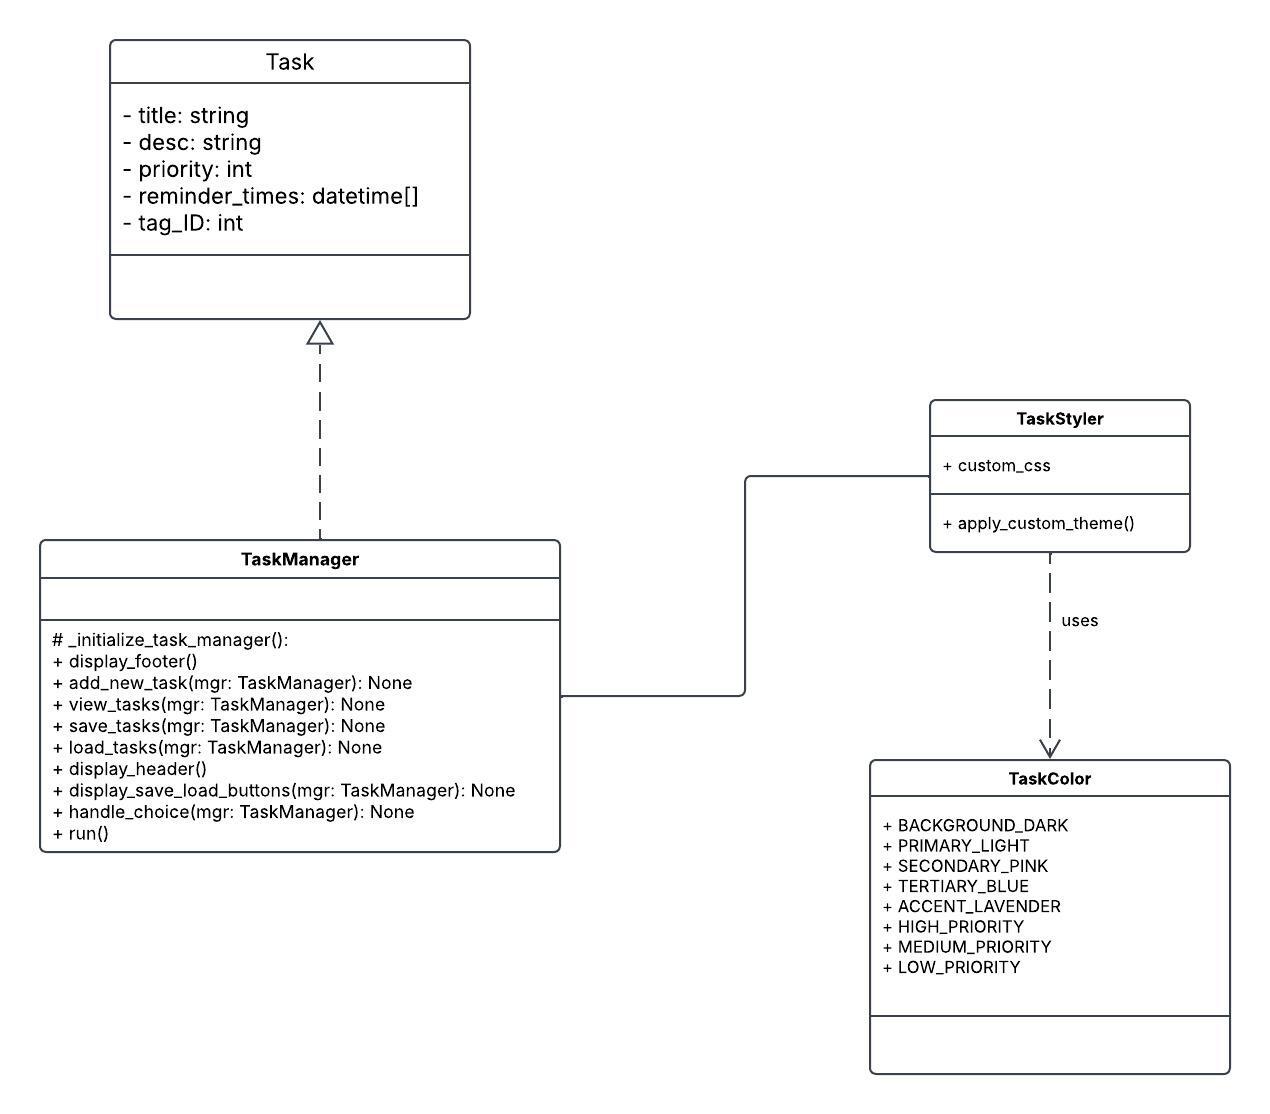 Task
- title: string
- desc: string
- priority: int
- reminder_times: datetime[]
- tag_ID: int
TaskManager
# _initialize_task_manager():
+ display_footer()
+ add_new_task(mgr: TaskManager): None
+ view_tasks(mgr: TaskManager): None
+ save_tasks(mgr: TaskManager): None
+ load_tasks(mgr: TaskManager): None
+ display_header()
+ display_save_load_buttons(mgr: TaskManager): None
+ handle_choice(mgr: TaskManager): None
+ run()
TaskStyler
+ custom_css
+ apply_custom_theme()
uses
TaskColor
+ BACKGROUND_DARK
+ PRIMARY_LIGHT
+ SECONDARY_PINK
+ TERTIARY_BLUE
+ ACCENT_LAVENDER
+ HIGH_PRIORITY
+ MEDIUM_PRIORITY
+ LOW_PRIORITY